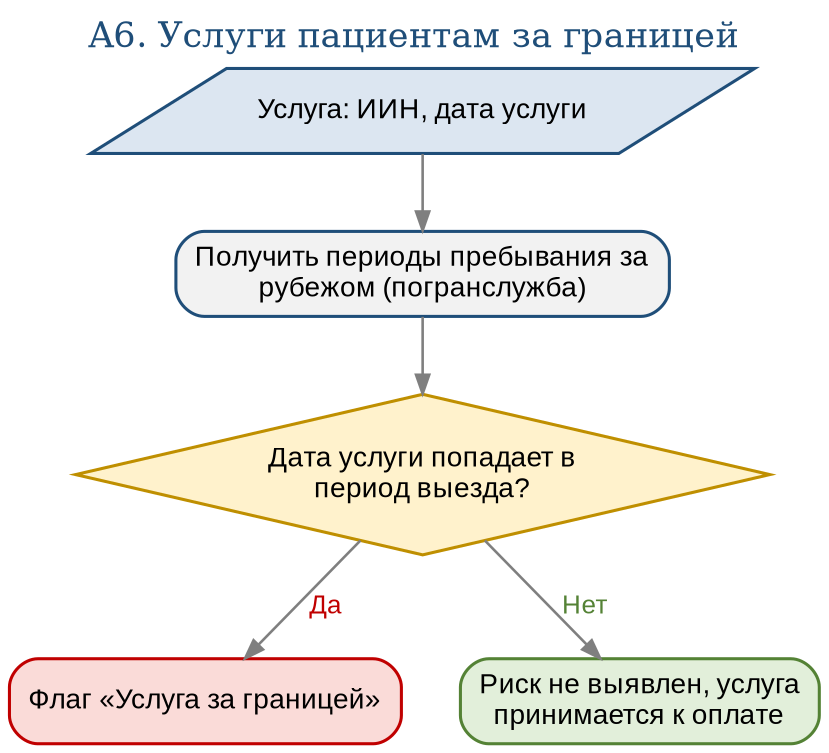 А6. Услуги пациентам за границей
Услуга: ИИН, дата услуги
Получить периоды пребывания за
рубежом (погранслужба)
Дата услуги попадает в
период выезда?
Да
Нет
Флаг «Услуга за границей»
Риск не выявлен, услуга
принимается к оплате